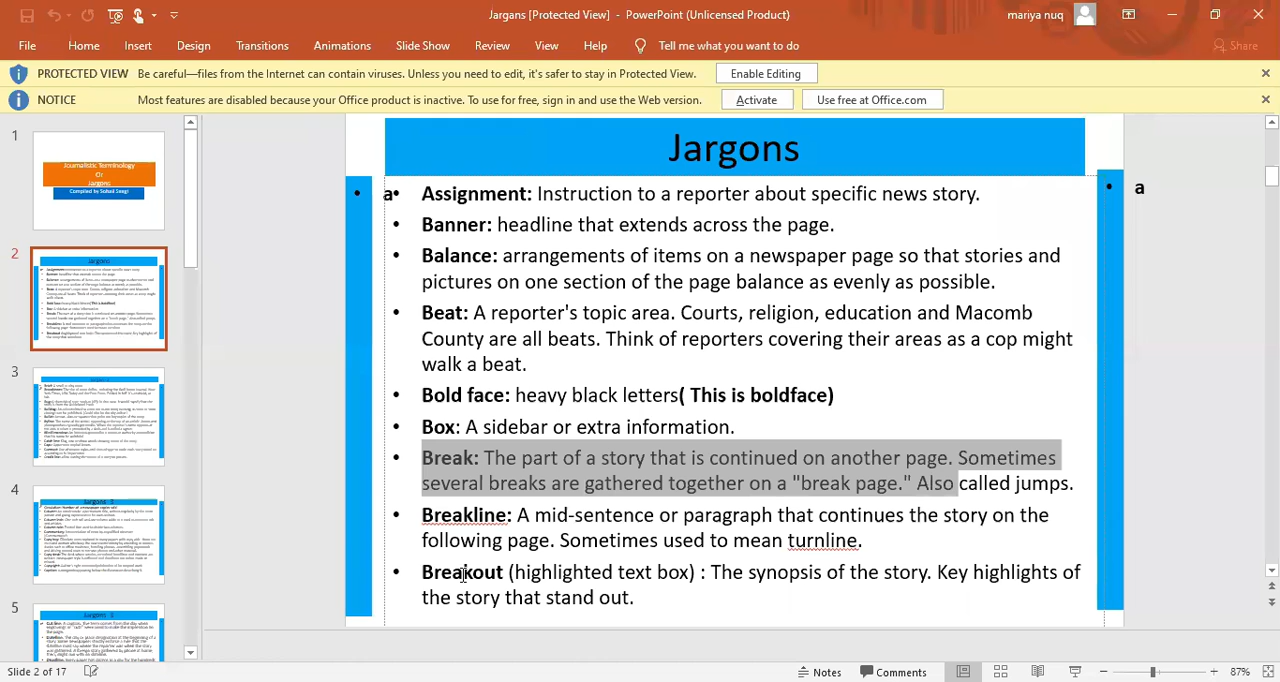 Jargans [Protected View] - PowerPoint (Unlicensed Product)
mariya nuq
File Home Insert Design Transitions Animations Slide Show Review View Help Tell me what you want to do Share
PROTECTED VIEW Be careful—files from the Internet can contain viruses. Unless you need to edit, it's safer to stay in Protected View. Enable Editing
NOTICE Most features are disabled because your Office product is inactive. To use for free, sign in and use the Web version. Activate Use free at Office.com
1
Journalistic Terminology
Or
Jargons
2
3
4
5
Jargons
• a
• a
• Assignment: Instruction to a reporter about specific news story.
• Banner: headline that extends across the page.
• Balance: arrangements of items on a newspaper page so that stories and
pictures on one section of the page balance as evenly as possible.
• Beat: A reporter's topic area. Courts, religion, education and Macomb
County are all beats. Think of reporters covering their areas as a cop might
walk a beat.
• Bold face: heavy black letters( This is boldface)
• Box: A sidebar or extra information.
• Break: The part of a story that is continued on another page. Sometimes
several breaks are gathered together on a "break page." Also called jumps.
• Breakline: A mid-sentence or paragraph that continues the story on the
following page. Sometimes used to mean turnline.
• Breakout (highlighted text box) : The synopsis of the story. Key highlights of
the story that stand out.
Slide 2 of 17
Notes Comments 87%